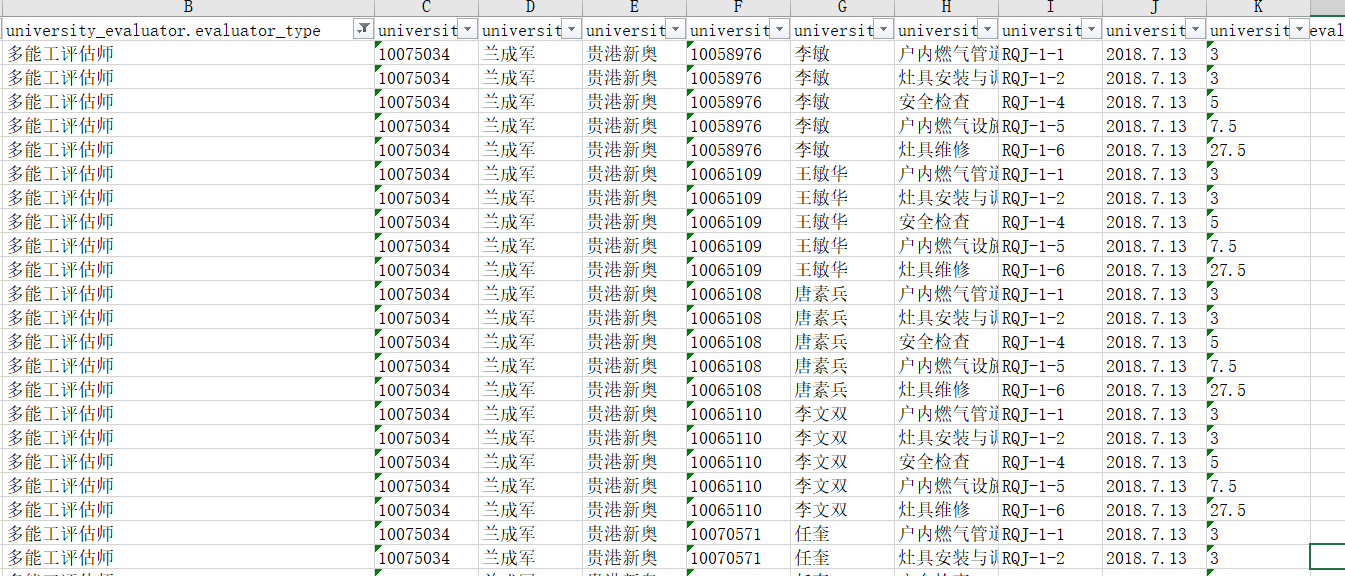 B C D E F G H I J K
university_evaluator.evaluator_type universit universit universit universit universit universit universit universit universit eval
多能工评估师 10075034 兰成军 贵港新奥 10058976 李敏 户内燃气管道 RQJ-1-1 2018.7.13 3
多能工评估师 10075034 兰成军 贵港新奥 10058976 李敏 灶具安装与 RQJ-1-2 2018.7.13 3
多能工评估师 10075034 兰成军 贵港新奥 10058976 李敏 安全检查 RQJ-1-4 2018.7.13 5
多能工评估师 10075034 兰成军 贵港新奥 10058976 李敏 户内燃气设施 RQJ-1-5 2018.7.13 7.5
多能工评估师 10075034 兰成军 贵港新奥 10058976 李敏 灶具维修 RQJ-1-6 2018.7.13 27.5
多能工评估师 10075034 兰成军 贵港新奥 10065109 王敏华 户内燃气管道 RQJ-1-1 2018.7.13 3
多能工评估师 10075034 兰成军 贵港新奥 10065109 王敏华 灶具安装与 RQJ-1-2 2018.7.13 3
多能工评估师 10075034 兰成军 贵港新奥 10065109 王敏华 安全检查 RQJ-1-4 2018.7.13 5
多能工评估师 10075034 兰成军 贵港新奥 10065109 王敏华 户内燃气设施 RQJ-1-5 2018.7.13 7.5
多能工评估师 10075034 兰成军 贵港新奥 10065109 王敏华 灶具维修 RQJ-1-6 2018.7.13 27.5
多能工评估师 10075034 兰成军 贵港新奥 10065108 唐素兵 户内燃气管道 RQJ-1-1 2018.7.13 3
多能工评估师 10075034 兰成军 贵港新奥 10065108 唐素兵 灶具安装与 RQJ-1-2 2018.7.13 3
多能工评估师 10075034 兰成军 贵港新奥 10065108 唐素兵 安全检查 RQJ-1-4 2018.7.13 5
多能工评估师 10075034 兰成军 贵港新奥 10065108 唐素兵 户内燃气设施 RQJ-1-5 2018.7.13 7.5
多能工评估师 10075034 兰成军 贵港新奥 10065108 唐素兵 灶具维修 RQJ-1-6 2018.7.13 27.5
多能工评估师 10075034 兰成军 贵港新奥 10065110 李文双 户内燃气管道 RQJ-1-1 2018.7.13 3
多能工评估师 10075034 兰成军 贵港新奥 10065110 李文双 灶具安装与 RQJ-1-2 2018.7.13 3
多能工评估师 10075034 兰成军 贵港新奥 10065110 李文双 安全检查 RQJ-1-4 2018.7.13 5
多能工评估师 10075034 兰成军 贵港新奥 10065110 李文双 户内燃气设施 RQJ-1-5 2018.7.13 7.5
多能工评估师 10075034 兰成军 贵港新奥 10065110 李文双 灶具维修 RQJ-1-6 2018.7.13 27.5
多能工评估师 10075034 兰成军 贵港新奥 10070571 任奎 户内燃气管道 RQJ-1-1 2018.7.13 3
多能工评估师 10075034 兰成军 贵港新奥 10070571 任奎 灶具安装与 RQJ-1-2 2018.7.13 3